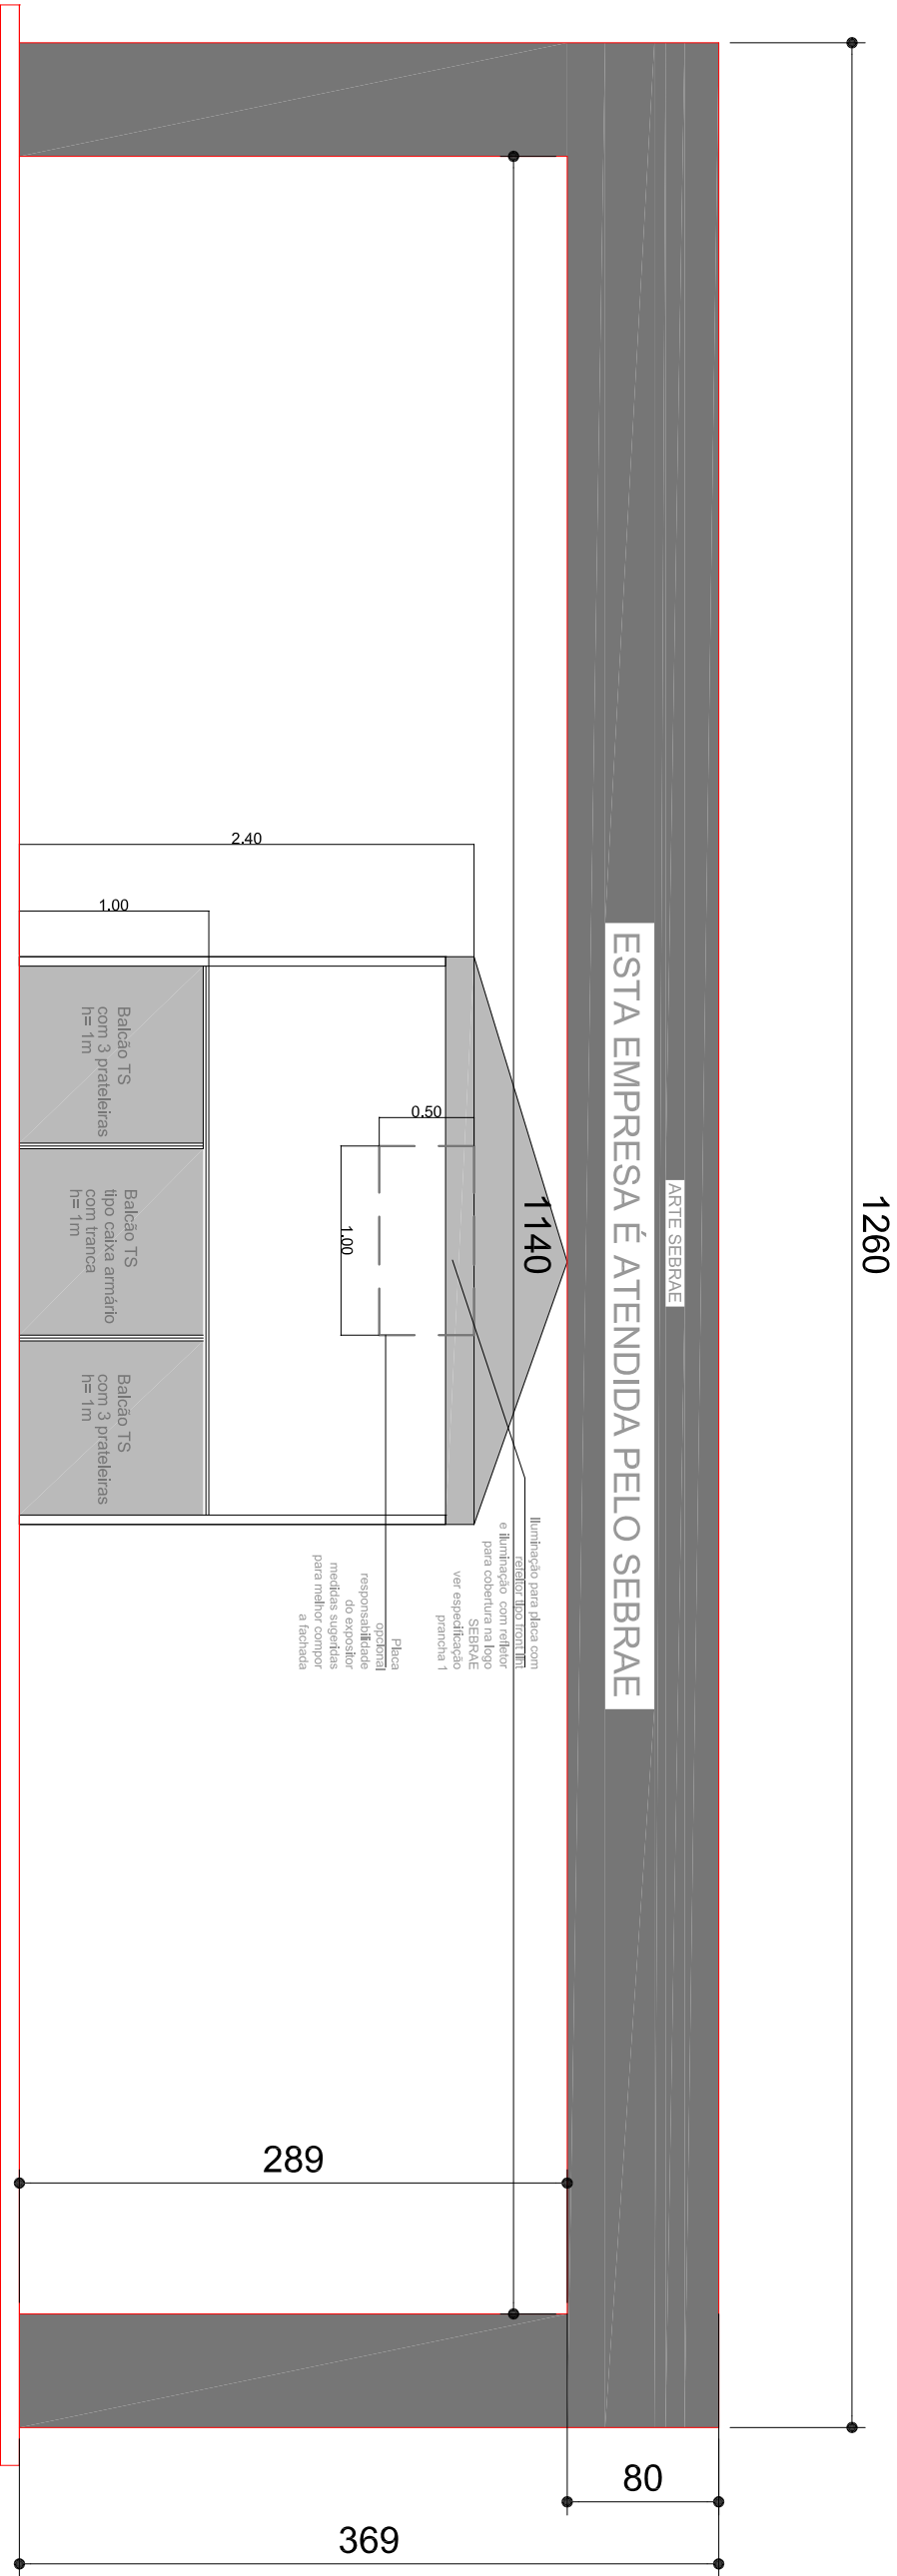 1260
ARTE SEBRAE
ESTA EMPRESA É ATENDIDA PELO SEBRAE
1140
80
369
289
2.40
1.00
0.50
1.00
Iluminação para placa com
refeltor tipo front lint
e iluminação com refletor
para cobertura na logo
SEBRAE
ver especificação
prancha 1
Placa
opcional
responsabilidade
do expositor
medidas sugeridas
para melhor compor
a fachada
Balcão TS
com 3 prateleiras
h= 1m
Balcão TS
tipo caixa armário
com tranca
h= 1m
Balcão TS
com 3 prateleiras
h= 1m